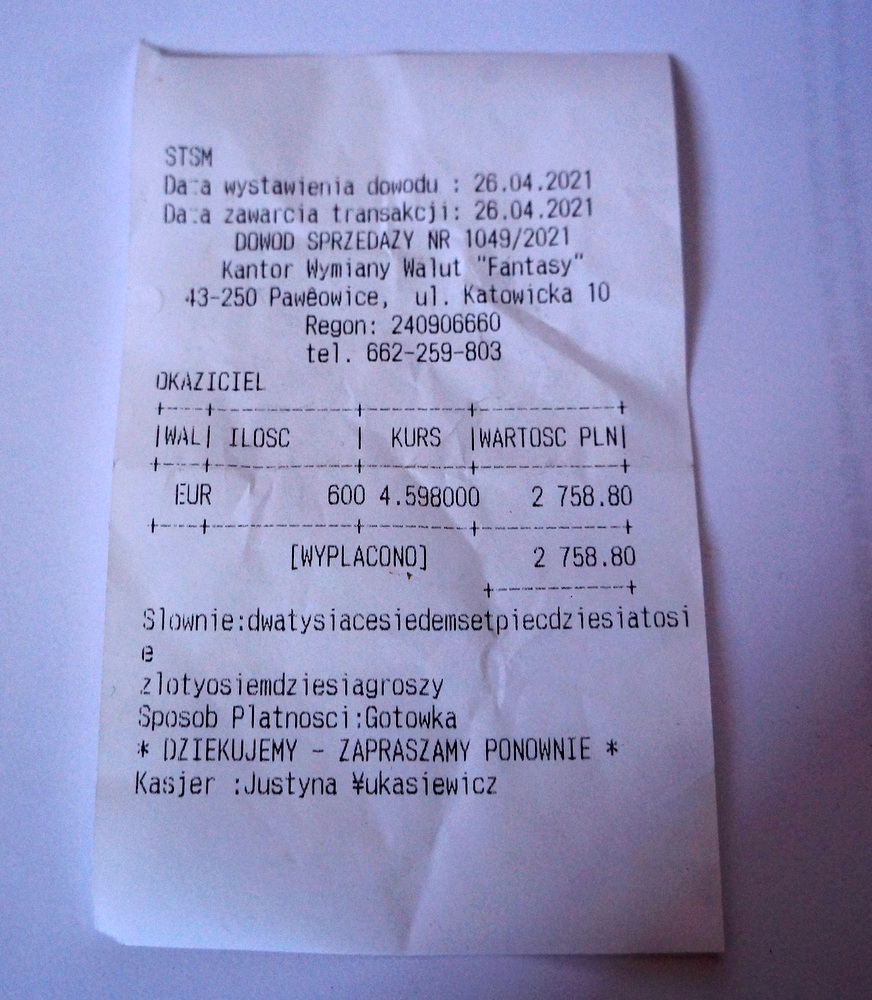 STSM
Data wystawienia dowodu : 26.04.2021
Data zawarcia transakcji: 26.04.2021
DOWOD SPRZEDAZY NR 1049/2021
Kantor Wymiany Walut "Fantasy"
43-250 Pawêowice, ul. Katowicka 10
Regon: 240906660
tel. 662-259-803
OKAZICIEL
+----+-----------+--------+-----------+
|WAL| ILOSC | KURS |WARTOSC PLN|
+----+-----------+--------+-----------+
EUR 600 4.598000 2 758.80
+----+-----------+--------+-----------+
[WYPLACONO] 2 758.80
+-----------+
Slownie:dwatysiacesiedemsetpiecdziesiatosi
e
zlotyosiemdziesiagroszy
Sposob Platnosci:Gotowka
* DZIEKUJEMY - ZAPRASZAMY PONOWNIE *
Kasjer :Justyna ¥ukasiewicz